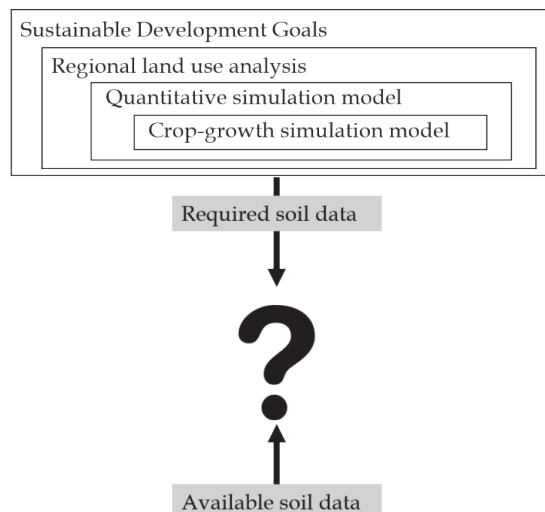 Sustainable Development Goals
Regional land use analysis
Quantitative simulation model
Crop-growth simulation model
Required soil data
?
Available soil data